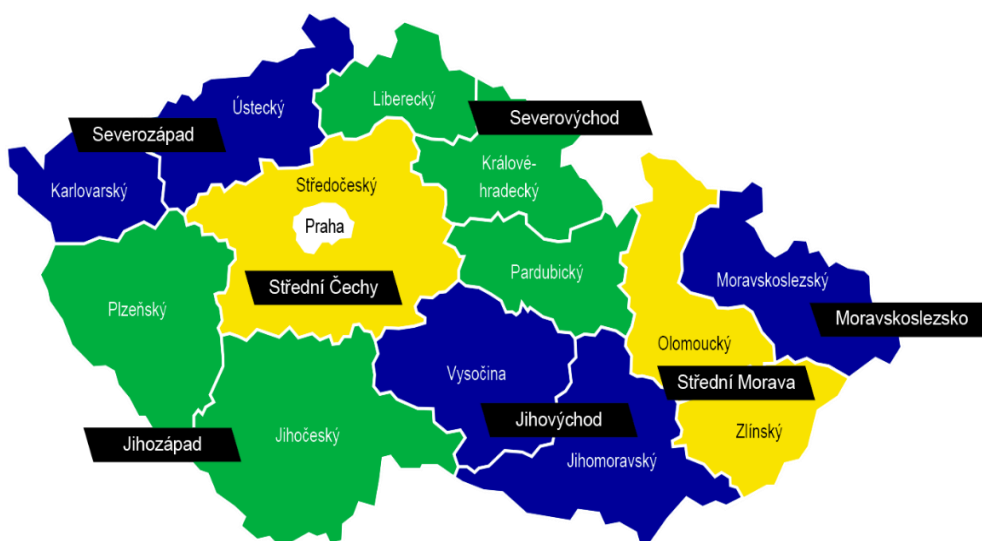 Ústecký
Liberecký
Severozápad
Severovýchod
Karlovarský
Středočeský
Králové-
hradecký
Praha
Plzeňský
Střední Čechy
Pardubický
Moravskoslezský
Moravskoslezsko
Olomoucký
Vysočina
Střední Morava
Jihozápad
Jihočeský
Jihovýchod
Zlínský
Jihomoravský